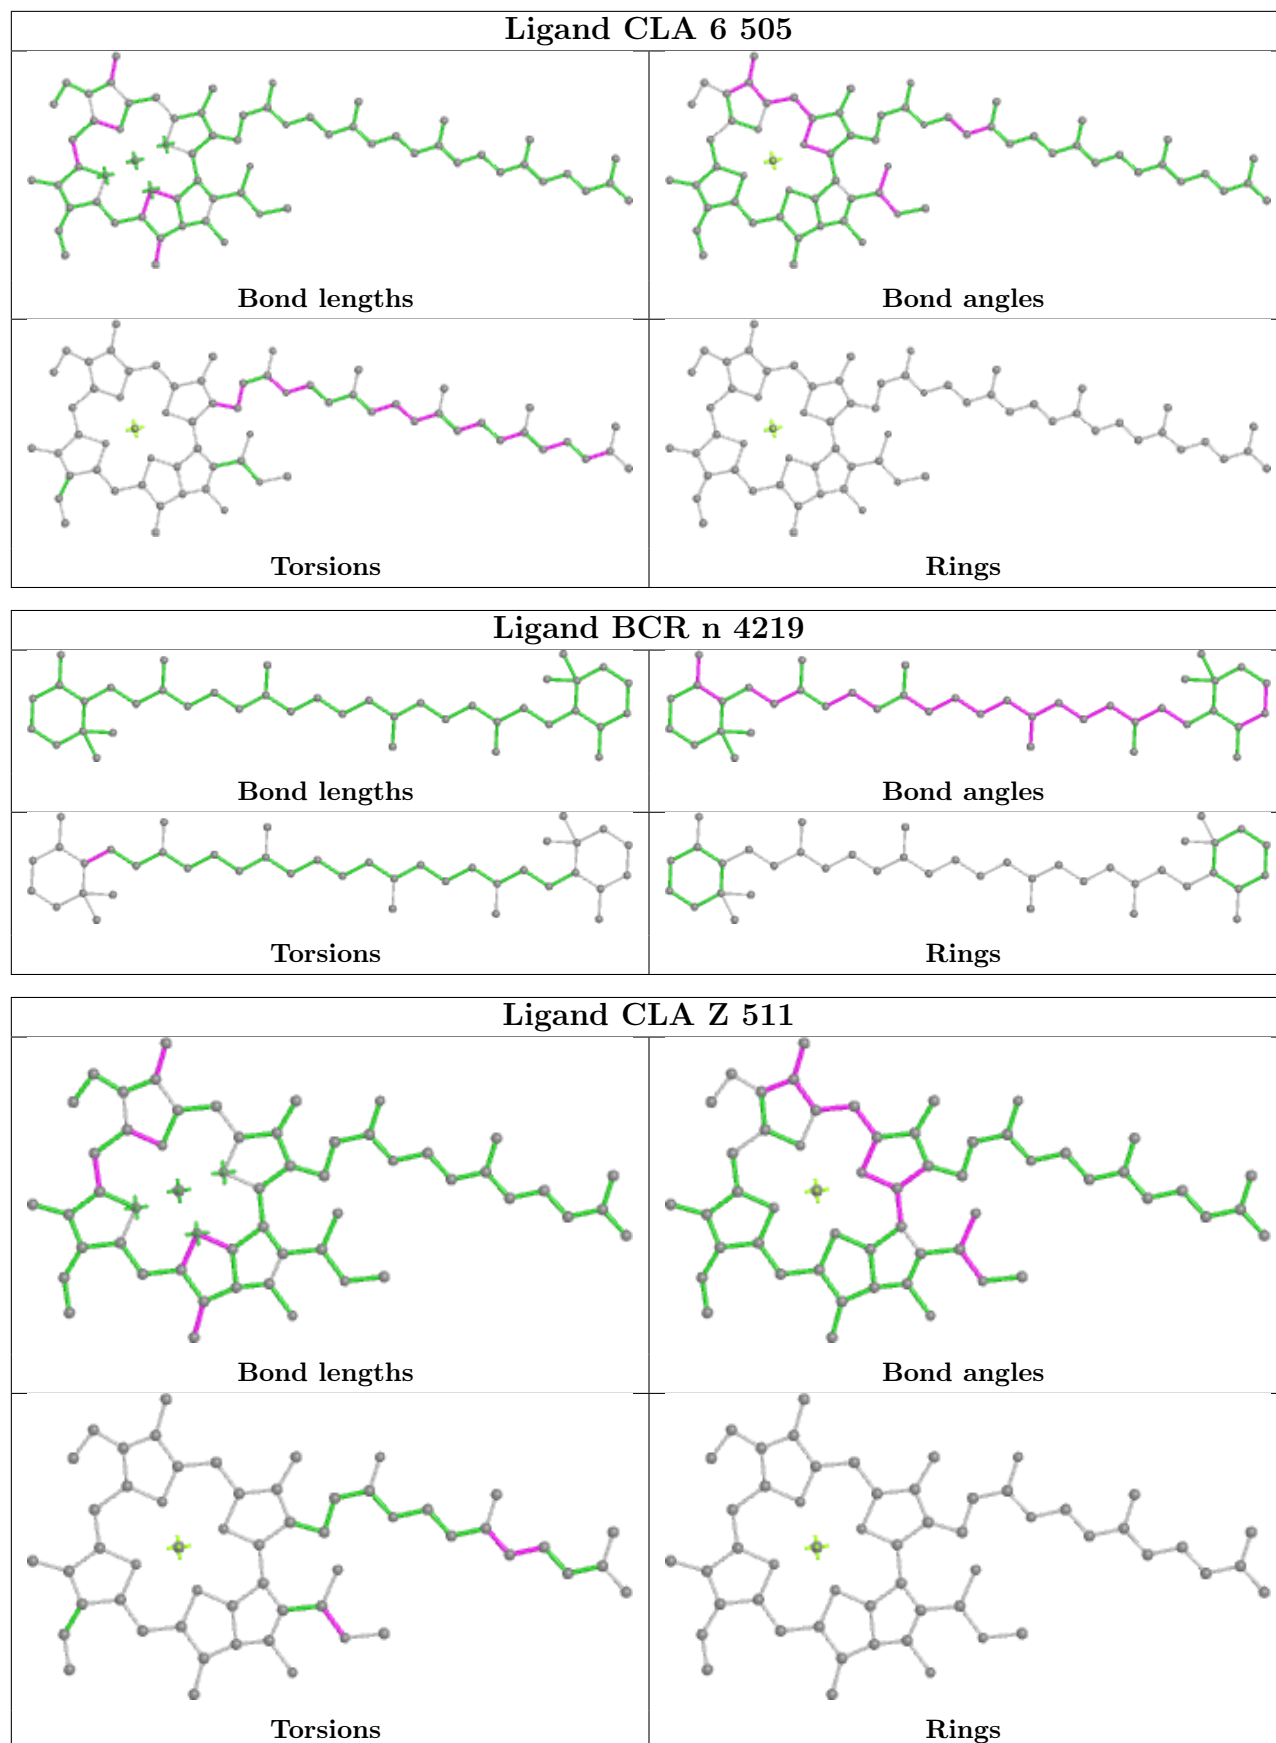 Ligand CLA 6 505
Bond lengths
Bond angles
Torsions
Rings
Ligand BCR n 4219
Bond lengths
Bond angles
Torsions
Rings
Ligand CLA Z 511
Bond lengths
Bond angles
Torsions
Rings